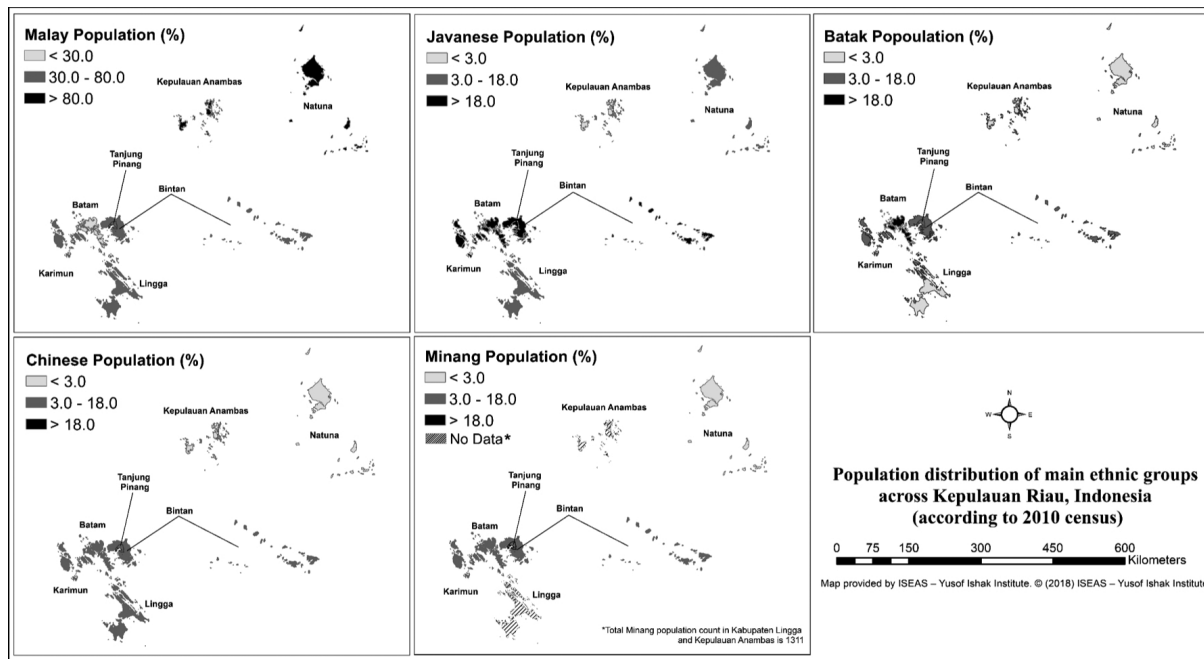 Malay Population (%)
< 30.0
30.0 - 80.0
> 80.0
Kepulauan Anambas
Natuna
Tanjung
Pinang
Bintan
Batam
Karimun
Lingga
Javanese Population (%)
< 3.0
3.0 - 18.0
> 18.0
Kepulauan Anambas
Natuna
Tanjung
Pinang
Bintan
Batam
Karimun
Lingga
Batak Popoulation (%)
< 3.0
3.0 - 18.0
> 18.0
Kepulauan Anambas
Natuna
Tanjung
Pinang
Bintan
Batam
Karimun
Lingga
Chinese Population (%)
< 3.0
3.0 - 18.0
> 18.0
Kepulauan Anambas
Natuna
Tanjung
Pinang
Bintan
Batam
Karimun
Lingga
Minang Population (%)
< 3.0
3.0 - 18.0
> 18.0
No Data*
Kepulauan Anambas
Natuna
Tanjung
Pinang
Bintan
Batam
Karimun
Lingga
*Total Minang population count in Kabupaten Lingga
and Kepulauan Anambas is 1311
N
W E
S
Population distribution of main ethnic groups
across Kepulauan Riau, Indonesia
(according to 2010 census)
0 75 150 300 450 600
Kilometers
Map provided by ISEAS – Yusof Ishak Institute. © (2018) ISEAS – Yusof Ishak Institute